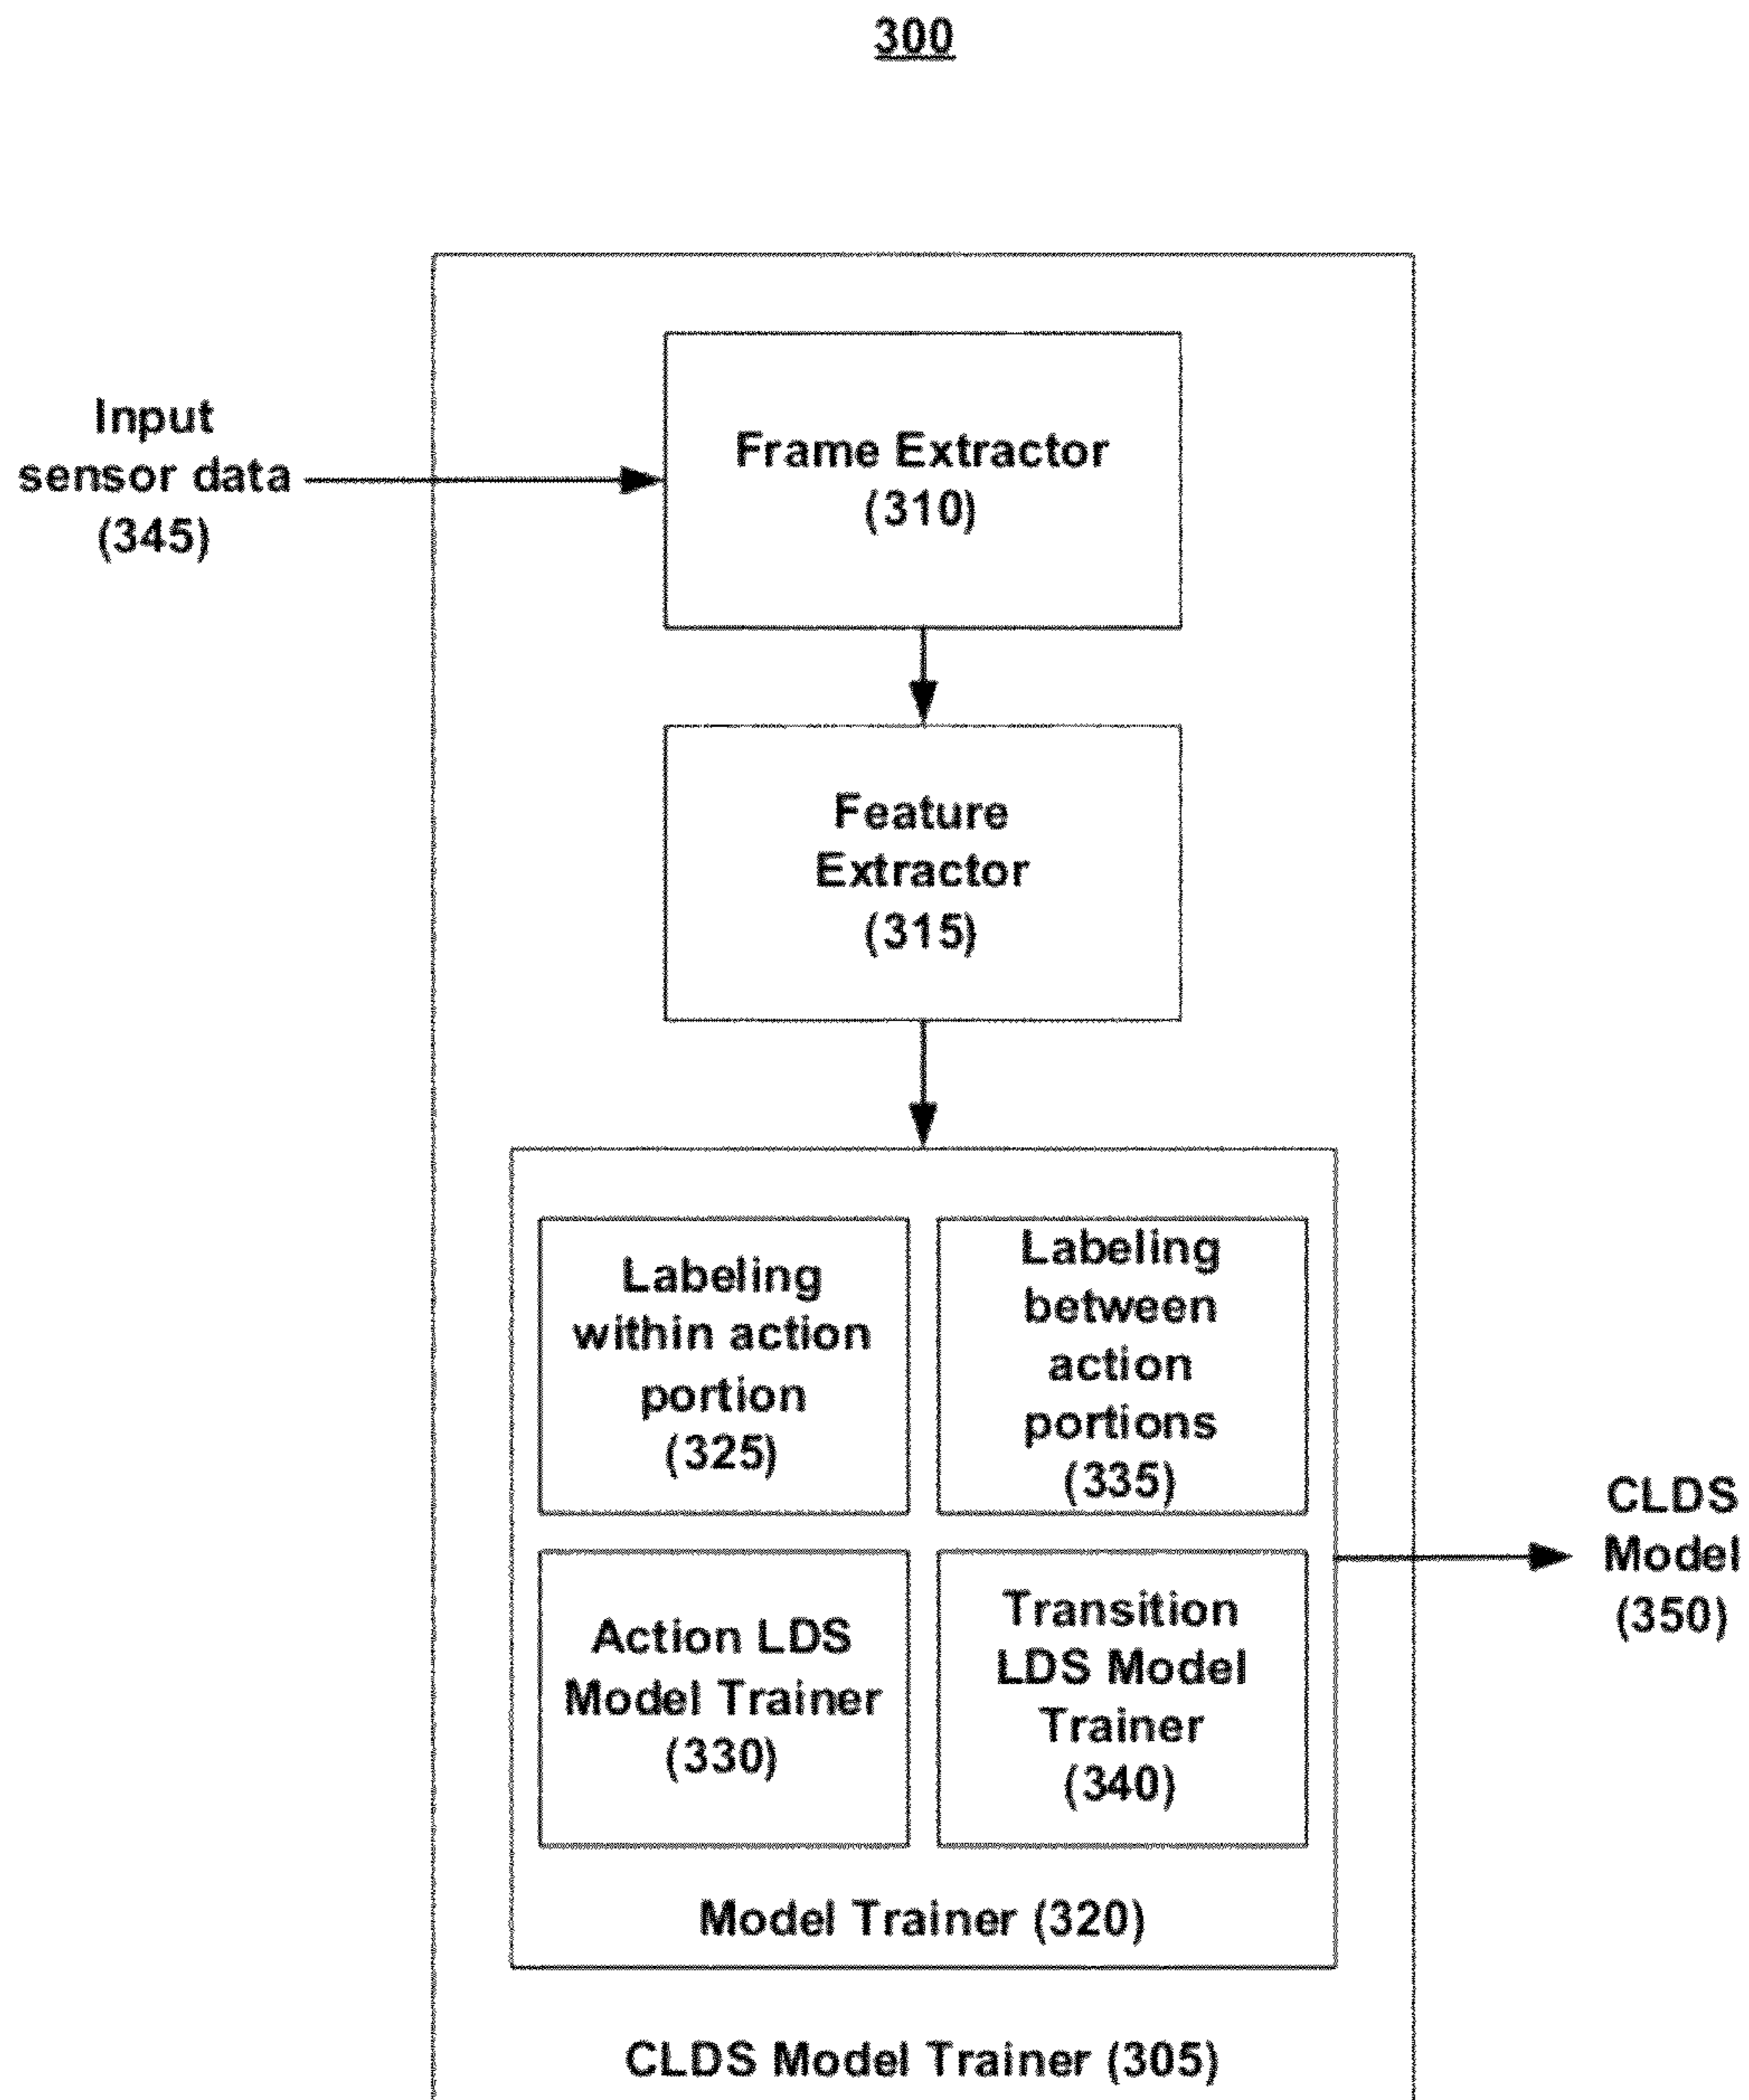 300
Input
sensor data
(345)
Frame Extractor
(310)
Feature
Extractor
(315)
Labeling
within action
portion
(325)
Labeling
between
action
portions
(335)
Action LDS
Model Trainer
(330)
Transition
LDS Model
Trainer
(340)
Model Trainer (320)
CLDS Model Trainer (305)
CLDS
Model
(350)